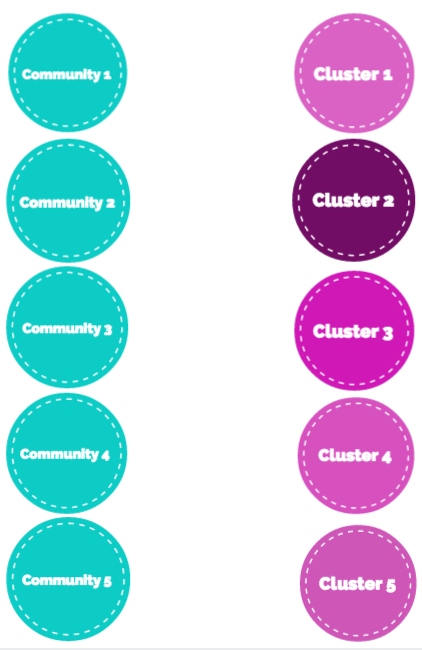 Community 1
Cluster 1
Community 2
Cluster 2
Community 3
Cluster 3
Community 4
Cluster 4
Community 5
Cluster 5